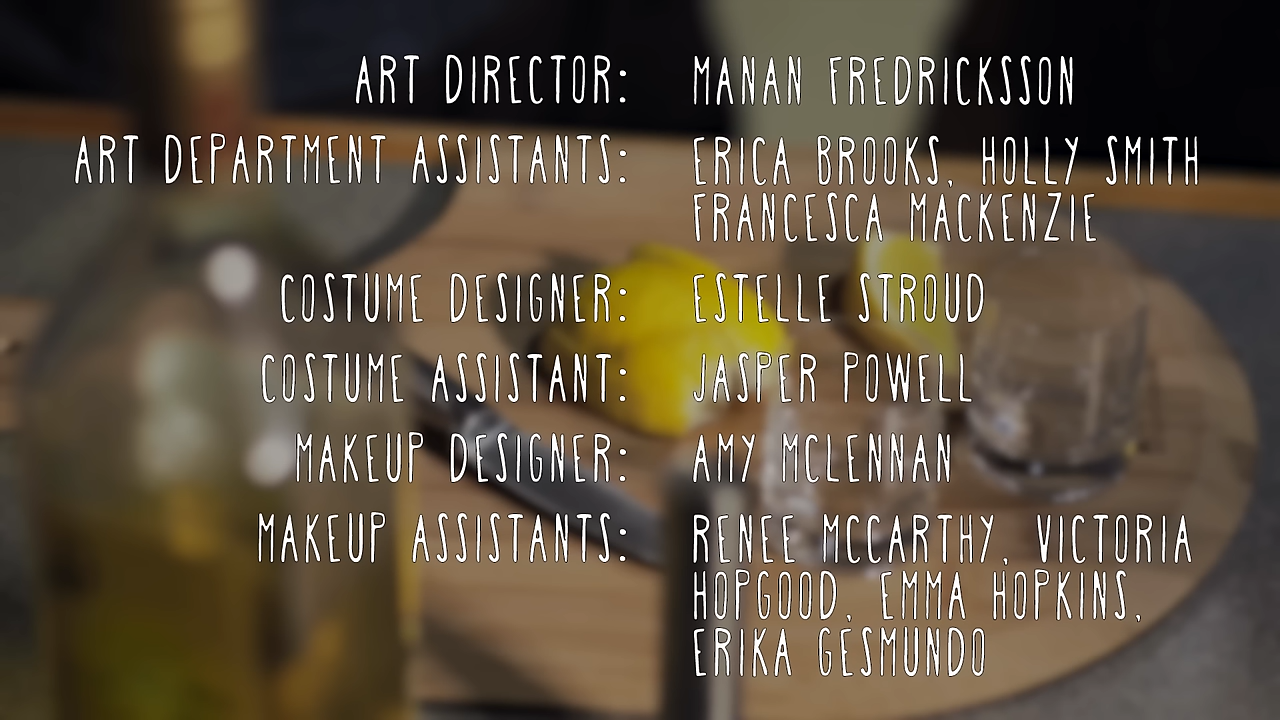 ART DIRECTOR: MANAN FREDRICKSSON
ART DEPARTMENT ASSISTANTS: ERICA BROOKS, HOLLY SMITH
FRANCESCA MACKENZIE
COSTUME DESIGNER: ESTELLE STROUD
COSTUME ASSISTANT: JASPER POWELL
MAKEUP DESIGNER: AMY MCLENNAN
MAKEUP ASSISTANTS: RENEE MCCARTHY, VICTORIA
HOPGOOD, EMMA HOPKINS,
ERIKA GESMUNDO